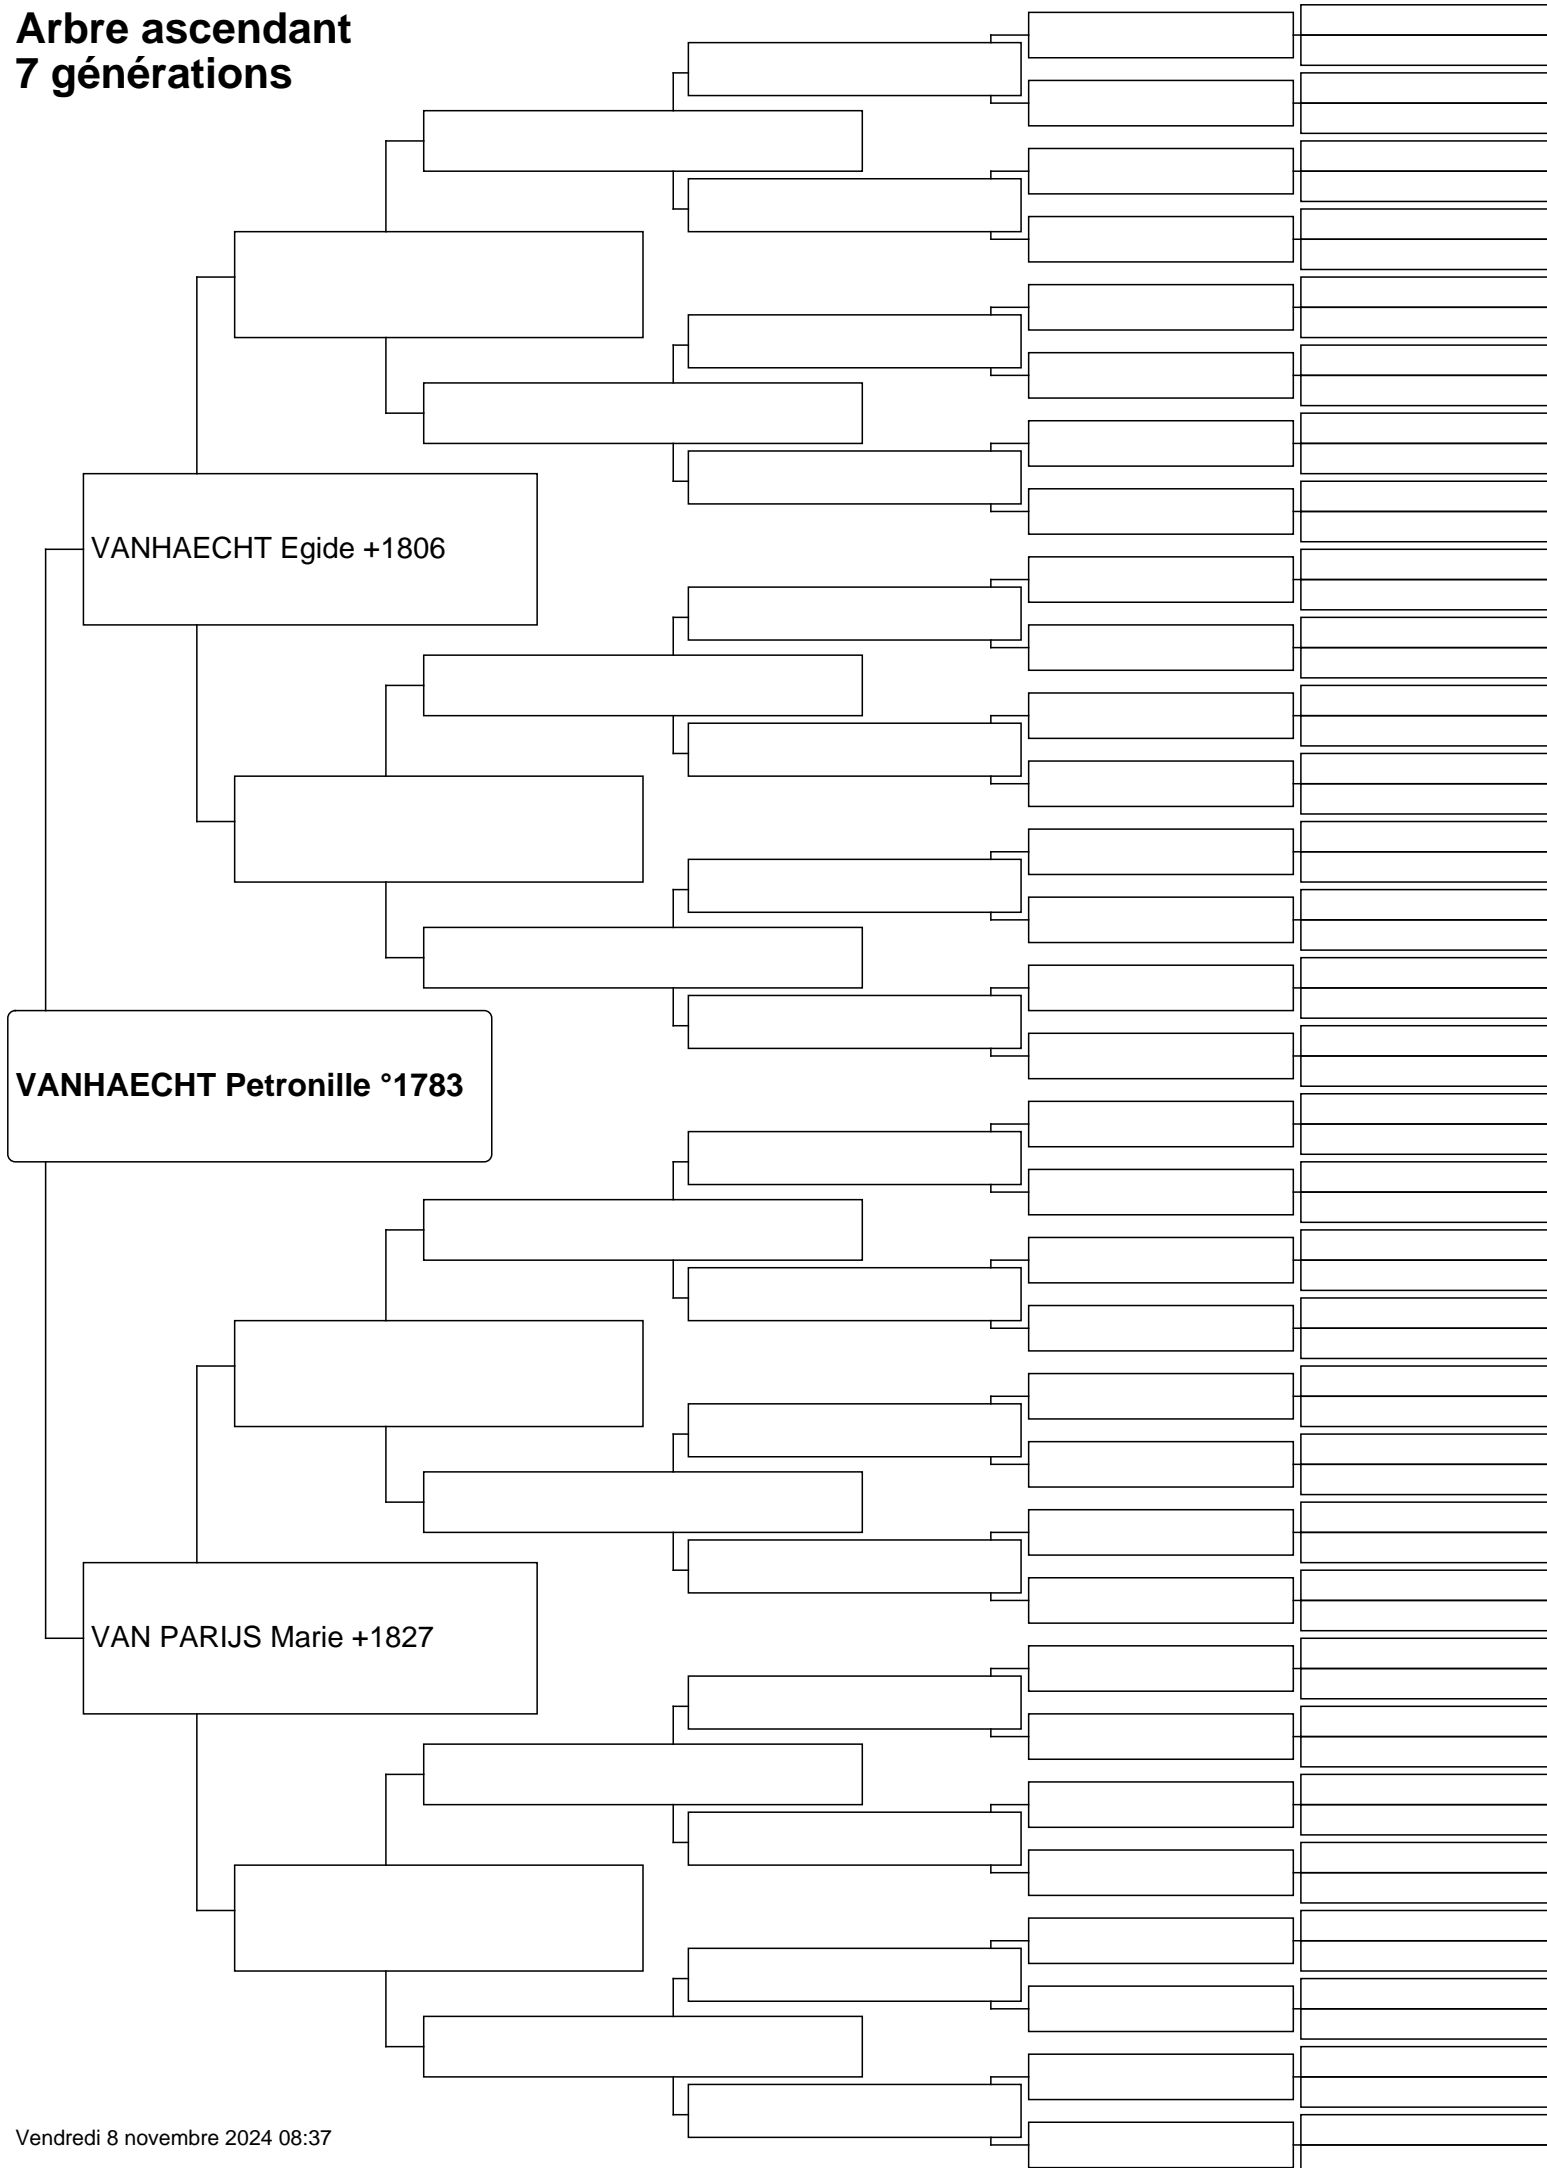 Arbre ascendant
7 générations
VANHAECHT Egide +1806
VANHAECHT Petronille °1783
VAN PARIJS Marie +1827
Vendredi 8 novembre 2024 08:37